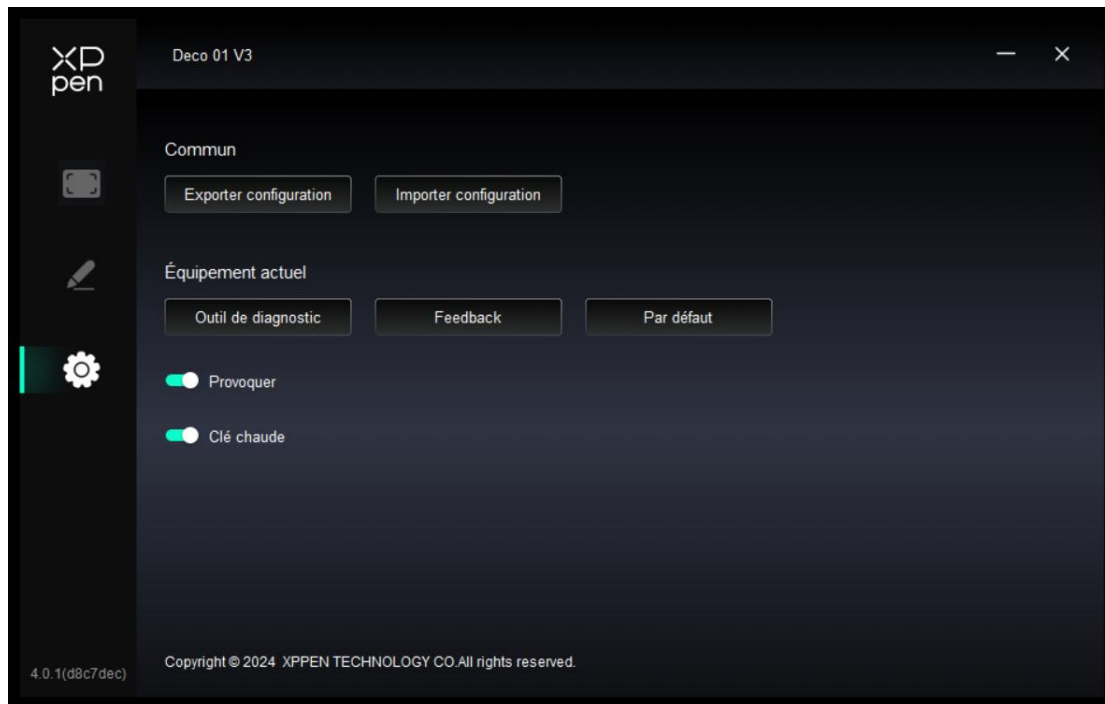 XP
pen
Deco 01 V3
Commun
Exporter configuration
Importer configuration
Équipement actuel
Outil de diagnostic
Feedback
Par défaut
Provoquer
Clé chaude
Copyright © 2024 XPPEN TECHNOLOGY CO.All rights reserved.
4.0.1(d8c7dec)